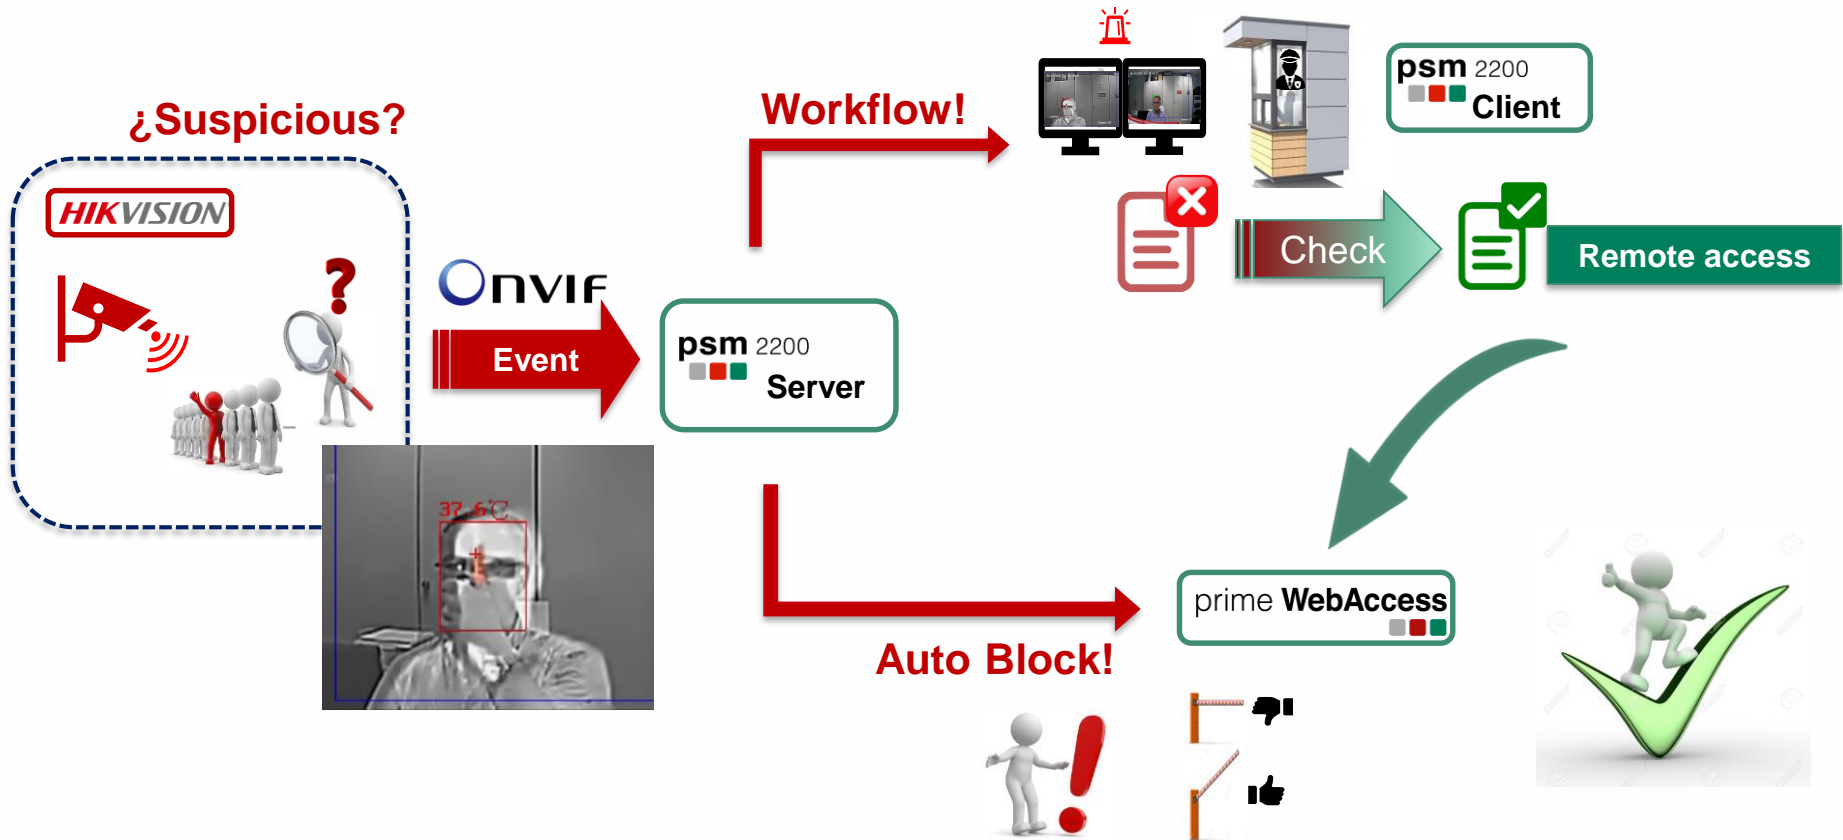 ¿Suspicious?
HIKVISION
ONVIF
Event
37.6℃
psm 2200
Server
Workflow!
psm 2200
Client
Check
Remote access
Auto Block!
prime WebAccess